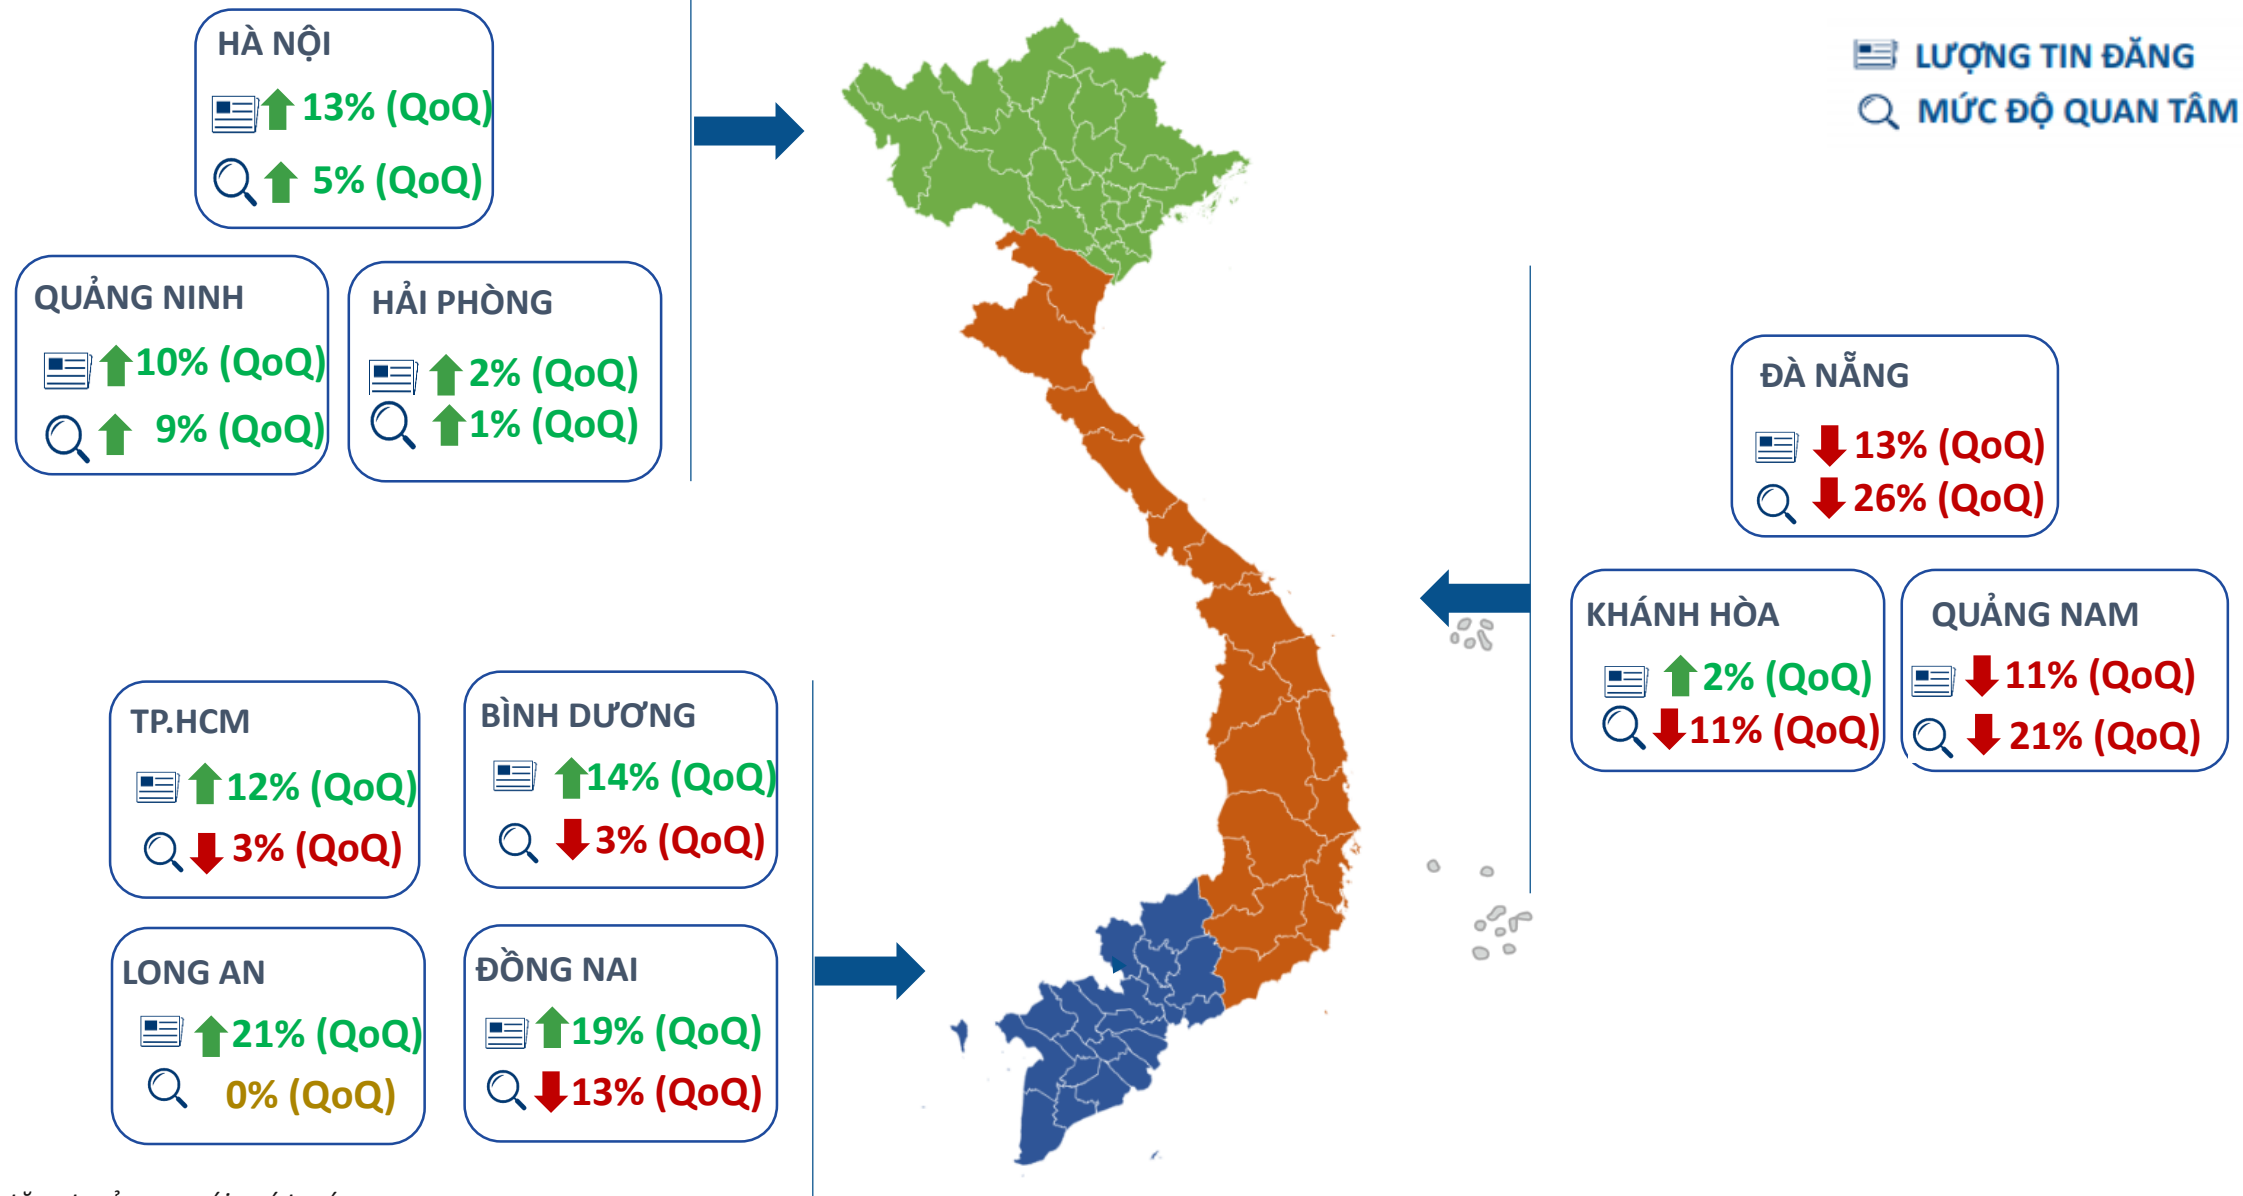 HÀ NỘI
13% (QoQ)
5% (QoQ)
QUẢNG NINH
10% (QoQ)
9% (QoQ)
HẢI PHÒNG
2% (QoQ)
1% (QoQ)
LƯỢNG TIN ĐĂNG
MỨC ĐỘ QUAN TÂM
ĐÀ NẴNG
13% (QoQ)
26% (QoQ)
KHÁNH HÒA
2% (QoQ)
11% (QoQ)
QUẢNG NAM
11% (QoQ)
21% (QoQ)
TP.HCM
12% (QoQ)
3% (QoQ)
BÌNH DƯƠNG
14% (QoQ)
3% (QoQ)
LONG AN
21% (QoQ)
0% (QoQ)
ĐỒNG NAI
19% (QoQ)
13% (QoQ)